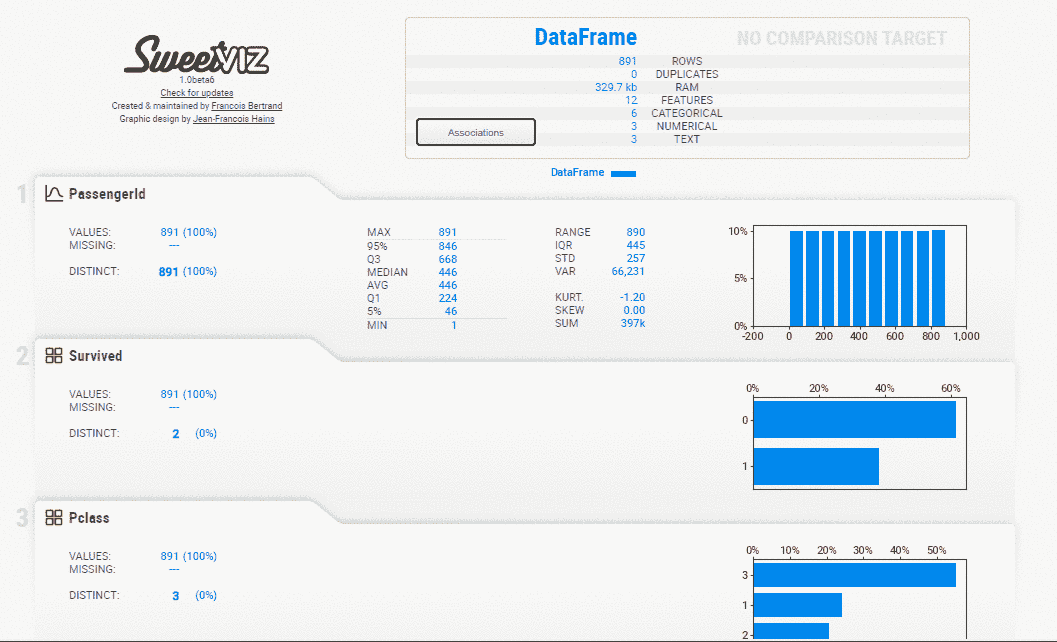 SweetVIZ
1.0beta6
Check for updates
Created & maintained by Francois Bertrand
Graphic design by Jean-Francois Hains
DataFrame NO COMPARISON TARGET
891 ROWS
0 DUPLICATES
329.7 kb RAM
12 FEATURES
6 CATEGORICAL
3 NUMERICAL
3 TEXT
Associations
DataFrame
1 PassengerId
VALUES: 891 (100%)
MISSING: ---
DISTINCT: 891 (100%)
MAX 891
95% 846
Q3 668
MEDIAN 446
AVG 446
Q1 224
5% 46
MIN 1
RANGE 890
IQR 445
STD 257
VAR 66,231
KURT. -1.20
SKEW 0.00
SUM 397k
10%
5%
0%
-200 0 200 400 600 800 1,000
2 Survived
VALUES: 891 (100%)
MISSING: ---
DISTINCT: 2 (0%)
0% 20% 40% 60%
0
1
3 Pclass
VALUES: 891 (100%)
MISSING: ---
DISTINCT: 3 (0%)
0% 10% 20% 30% 40% 50%
3
1
2